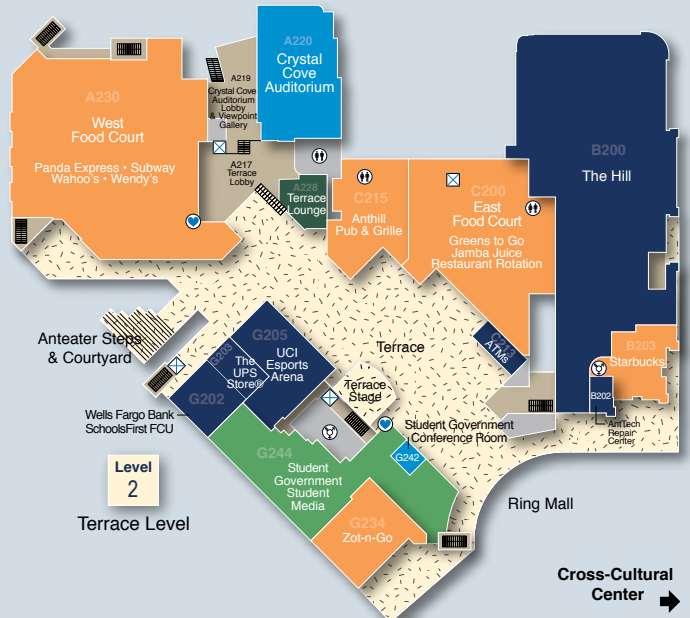 A220
Crystal
Cove
Auditorium
A219
Crystal Cove
Auditorium
Lobby
& Viewpoint
Gallery
A230
West
Food Court
Panda Express • Subway
Wahoo's • Wendy's
A217
Terrace
Lobby
A228
Terrace
Lounge
C215
Anthill
Pub & Grille
C200
East
Food Court
Greens to Go
Jamba Juice
Restaurant Rotation
B200
The Hill
C213
ATMs
B203
Starbucks
B202
AntTech
Repair
Center
Anteater Steps
& Courtyard
G205
UCI
Esports
Arena
G203
The
UPS
Store®
G202
Wells Fargo Bank
SchoolsFirst FCU
Terrace
Terrace
Stage
Student Government
Conference Room
G242
G244
Student
Government
Student
Media
G234
Zot-n-Go
Level
2
Terrace Level
Ring Mall
Cross-Cultural
Center